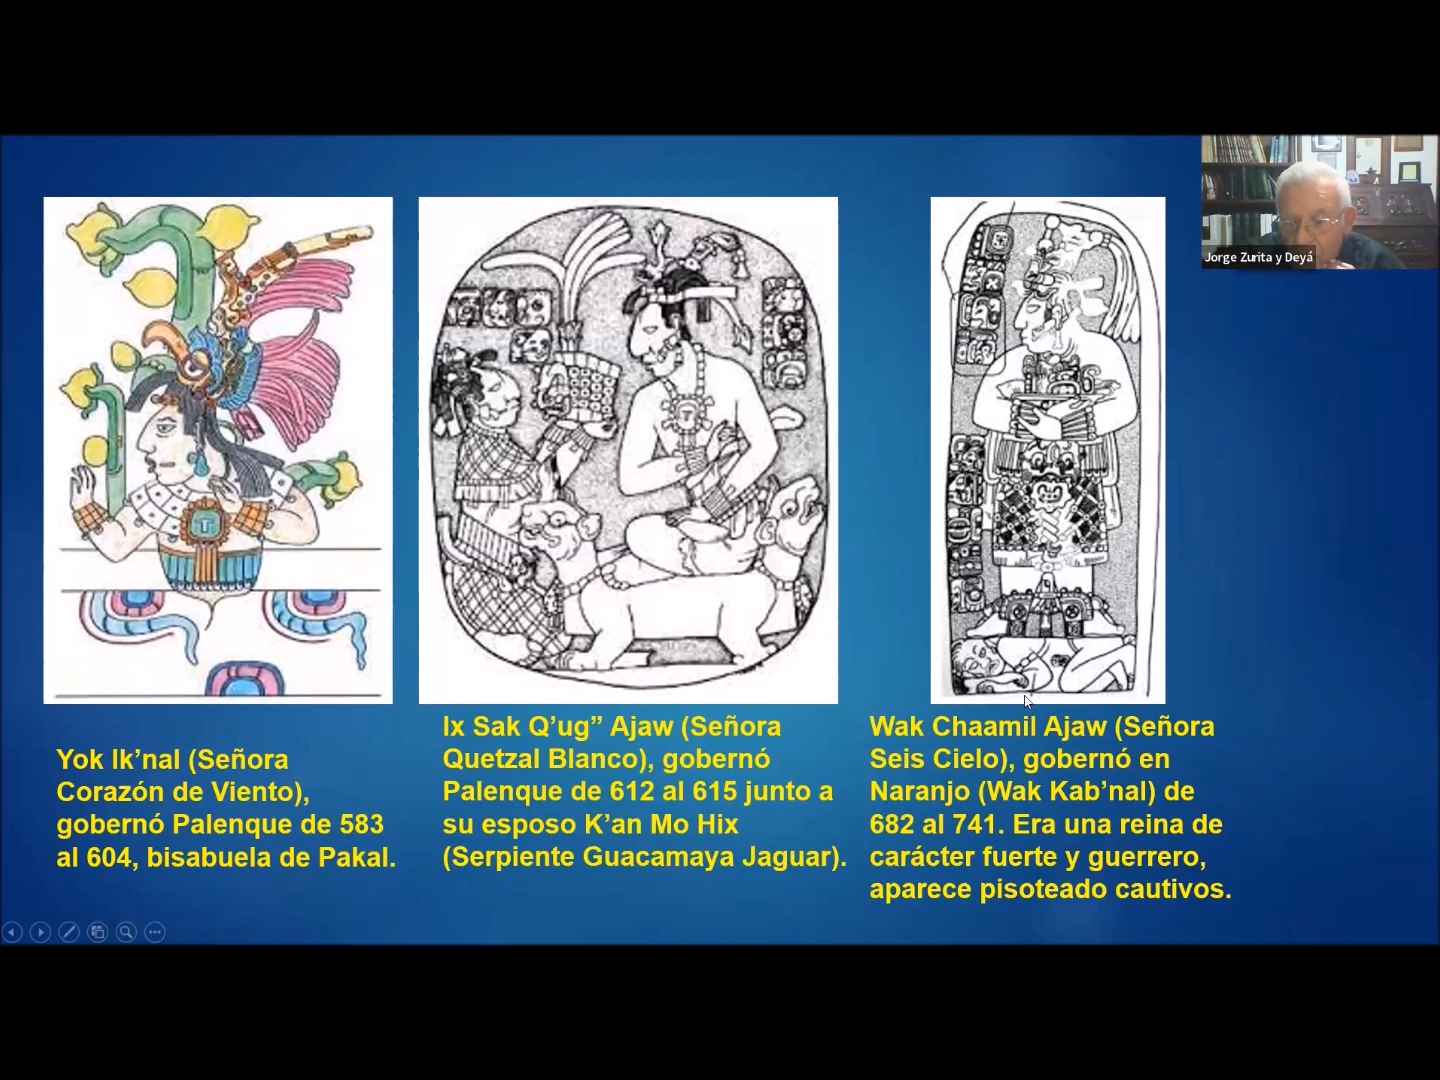 Jorge Zurita y Deyá
Yok Ik’nal (Señora
Corazón de Viento),
gobernó Palenque de 583
al 604, bisabuela de Pakal.
Ix Sak Q’ug” Ajaw (Señora
Quetzal Blanco), gobernó
Palenque de 612 al 615 junto a
su esposo K’an Mo Hix
(Serpiente Guacamaya Jaguar).
Wak Chaamil Ajaw (Señora
Seis Cielo), gobernó en
Naranjo (Wak Kab’nal) de
682 al 741. Era una reina de
carácter fuerte y guerrero,
aparece pisoteado cautivos.